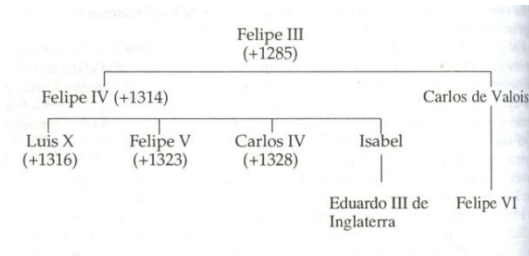 Felipe III
(+1285)
Felipe IV (+1314)
Carlos de Valois
Luis X
(+1316)
Felipe V
(+1323)
Carlos IV
(+1328)
Isabel
Eduardo III de
Inglaterra
Felipe VI